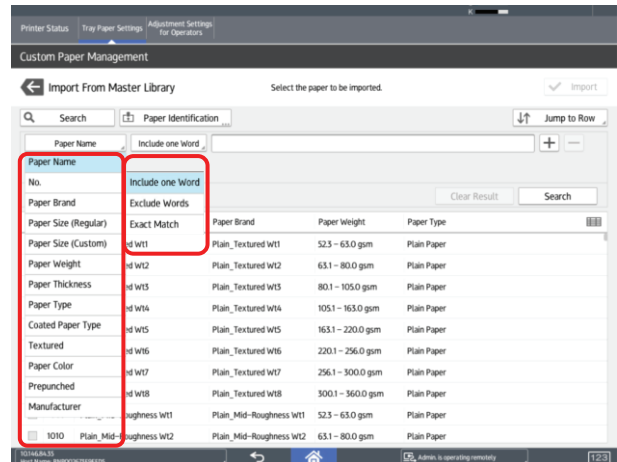 K
Printer Status
Tray Paper Settings
Adjustment Settings
for Operators
Custom Paper Management
Import From Master Library
Select the paper to be imported.
Import
Search
Paper Identification
Jump to Row
Paper Name
Include one Word
Paper Name
No.
Paper Brand
Paper Size (Regular)
Paper Size (Custom)
Paper Weight
Paper Thickness
Paper Type
Coated Paper Type
Textured
Paper Color
Prepunched
Manufacturer
Include one Word
Exclude Words
Exact Match
Clear Result
Search
Paper Brand Paper Weight Paper Type
ed Wt1 Plain_Textured Wt1 52.3 – 63.0 gsm Plain Paper
ed Wt2 Plain_Textured Wt2 63.1 – 80.0 gsm Plain Paper
ed Wt3 Plain_Textured Wt3 80.1 – 105.0 gsm Plain Paper
ed Wt4 Plain_Textured Wt4 105.1 – 163.0 gsm Plain Paper
ed Wt5 Plain_Textured Wt5 163.1 – 220.0 gsm Plain Paper
ed Wt6 Plain_Textured Wt6 220.1 – 256.0 gsm Plain Paper
ed Wt7 Plain_Textured Wt7 256.1 – 300.0 gsm Plain Paper
ed Wt8 Plain_Textured Wt8 300.1 – 360.0 gsm Plain Paper
ughness Wt1 Plain_Mid-Roughness Wt1 52.3 – 63.0 gsm Plain Paper
1010 Plain_Mid-Roughness Wt2 Plain_Mid-Roughness Wt2 63.1 – 80.0 gsm Plain Paper
10.146.84.35
Admin. is operating remotely
123